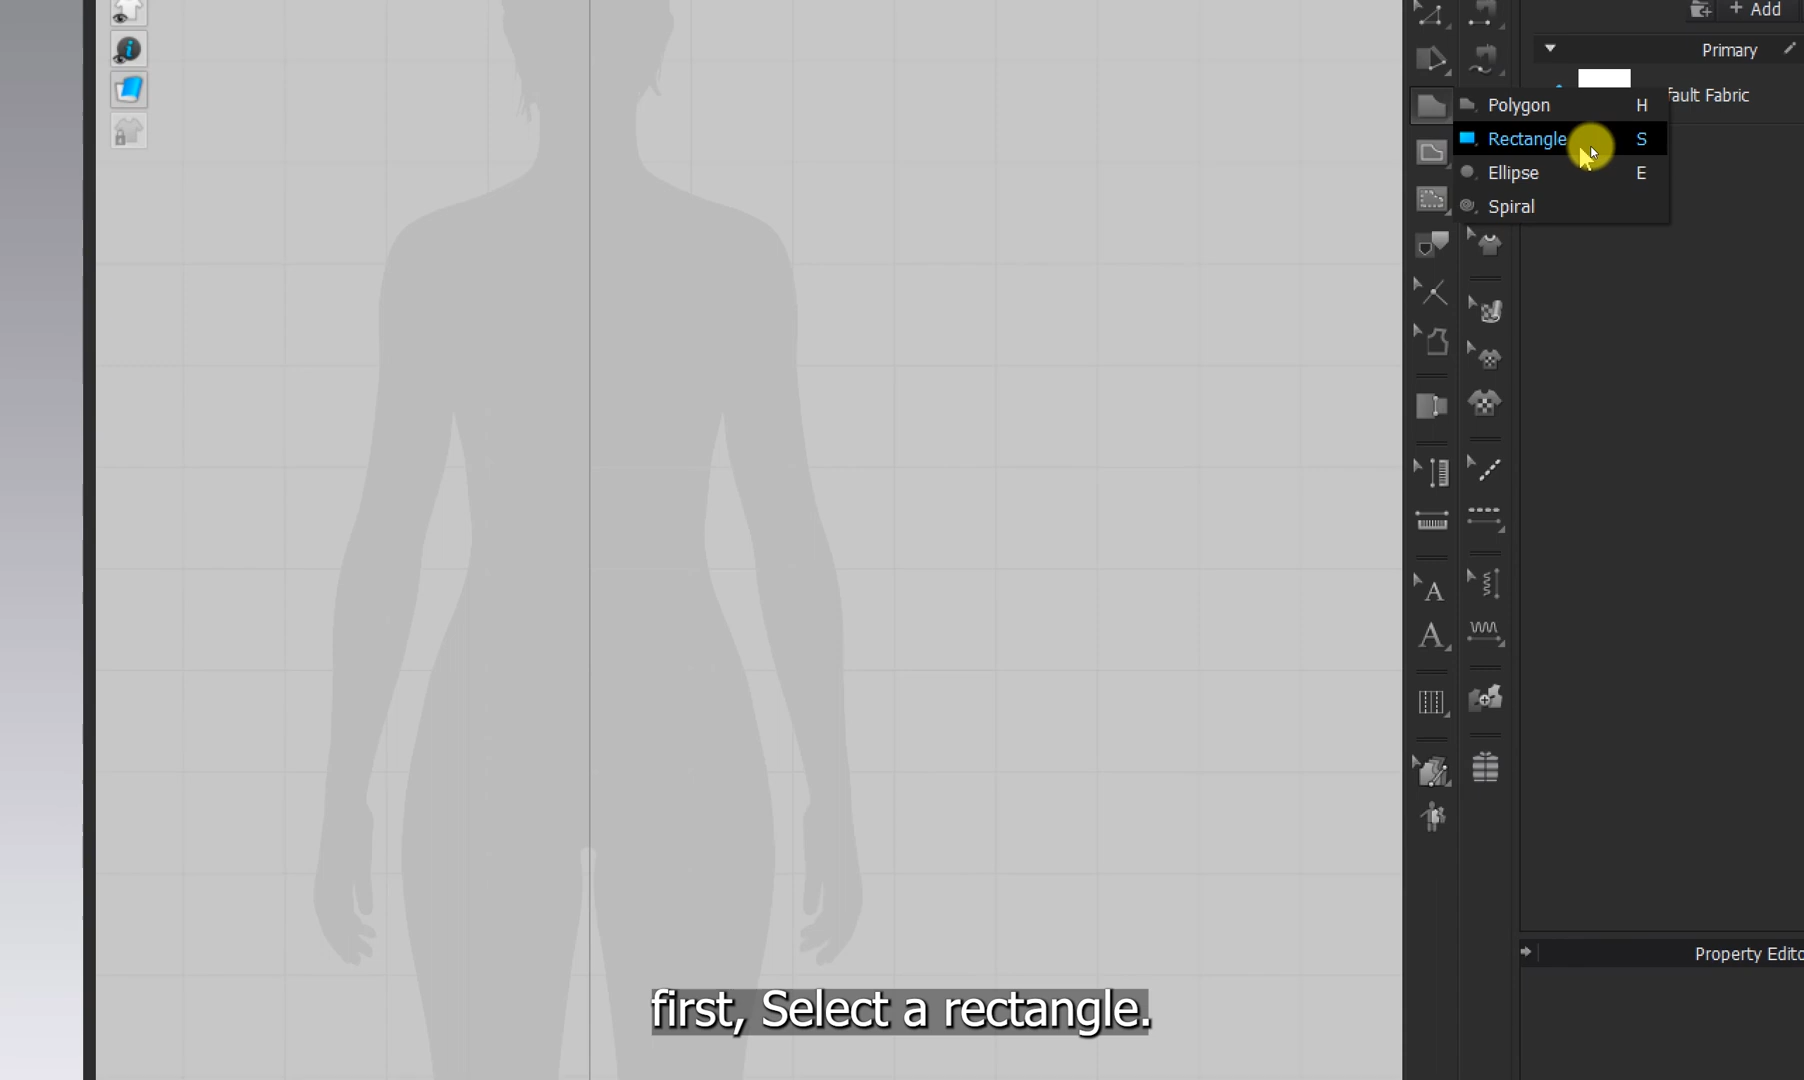 + Add
Primary
fault Fabric
Polygon H
Rectangle S
Ellipse E
Spiral
A
A
Property Edito
first, Select a rectangle.